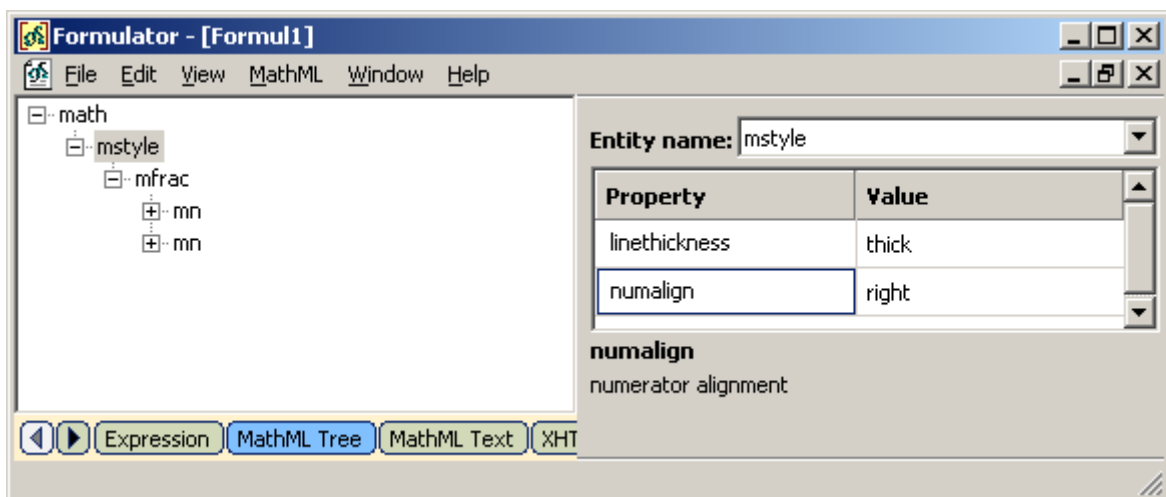 Formulator - [Formul1]
File Edit View MathML Window Help
math
mstyle
mfrac
mn
mn
Entity name: mstyle
Property Value
linethickness thick
numalign right
numalign
numerator alignment
Expression MathML Tree MathML Text XHT